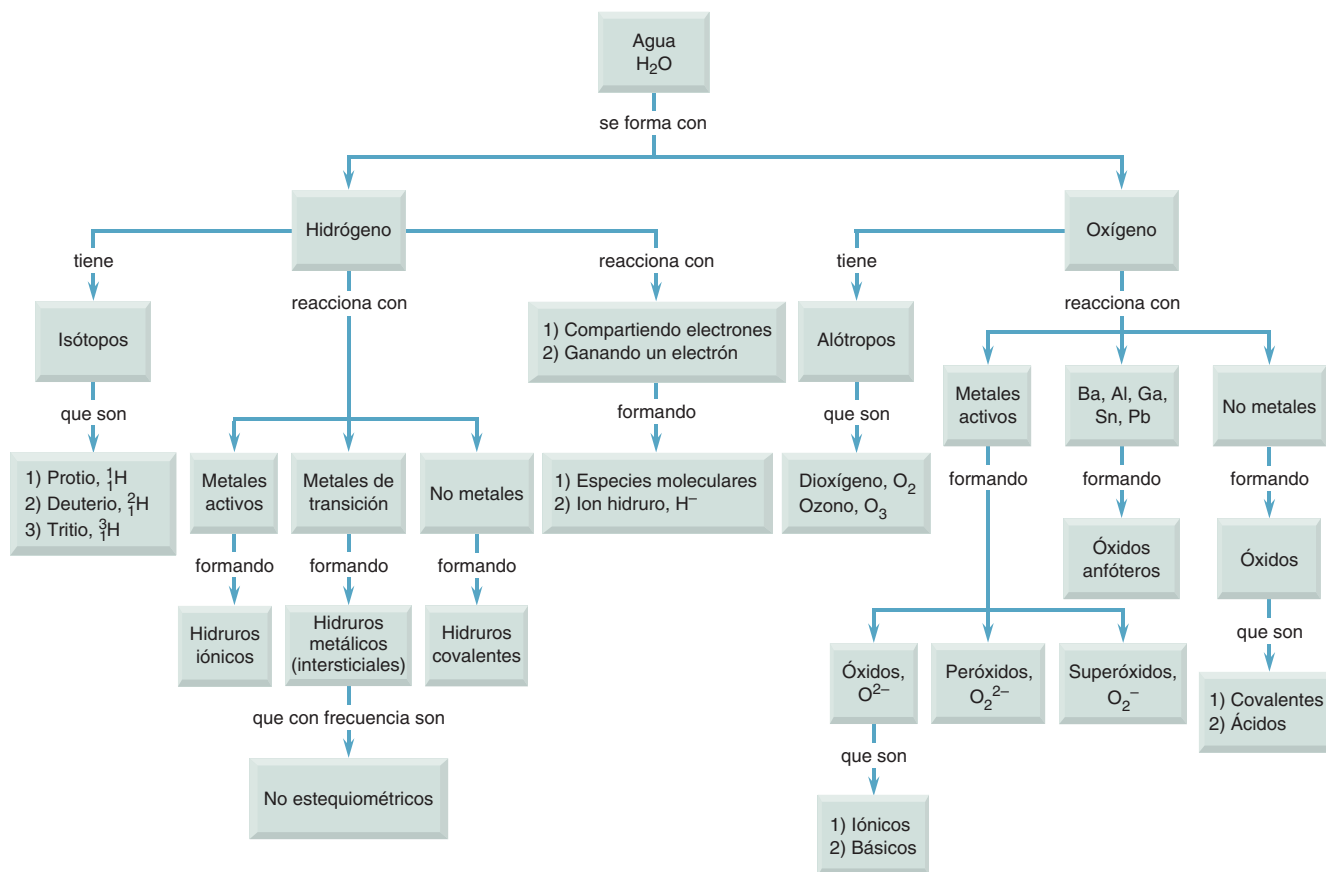 Agua
H₂O
se forma con
Hidrógeno
Oxígeno
tiene
reacciona con
reacciona con
tiene
reacciona con
Isótopos
1) Compartiendo electrones
2) Ganando un electrón
Alótropos
Metales
activos
Ba, Al, Ga,
Sn, Pb
No metales
que son
formando
que son
1) Protio, ¹₁H
2) Deuterio, ²₁H
3) Tritio, ³₁H
Metales
activos
Metales de
transición
No metales
1) Especies moleculares
2) Ion hidruro, H⁻
Dioxígeno, O₂
Ozono, O₃
formando
formando
formando
formando
formando
formando
Óxidos
anfóteros
Óxidos
Hidruros
iónicos
Hidruros
metálicos
(intersticiales)
Hidruros
covalentes
que son
Óxidos,
O²⁻
Peróxidos,
O₂²⁻
Superóxidos,
O₂⁻
1) Covalentes
2) Ácidos
que con frecuencia son
que son
No estequiométricos
1) Iónicos
2) Básicos